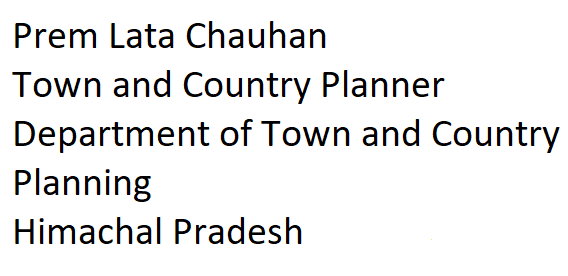 Prem Lata Chauhan
Town and Country Planner
Department of Town and Country
Planning
Himachal Pradesh